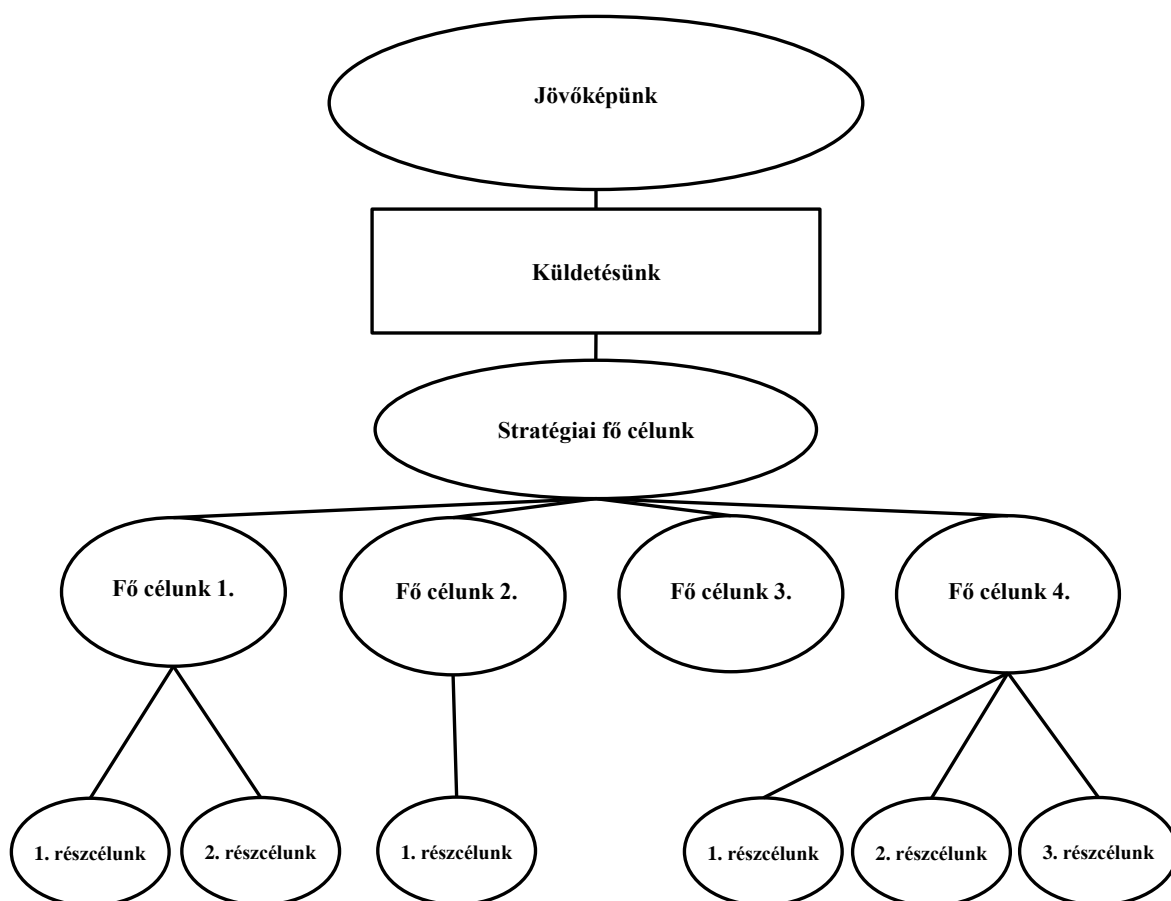 Jövőképünk
Küldetésünk
Stratégiai fő célunk
Fő célunk 1.
Fő célunk 2.
Fő célunk 3.
Fő célunk 4.
1. részcélunk
2. részcélunk
1. részcélunk
1. részcélunk
2. részcélunk
3. részcélunk